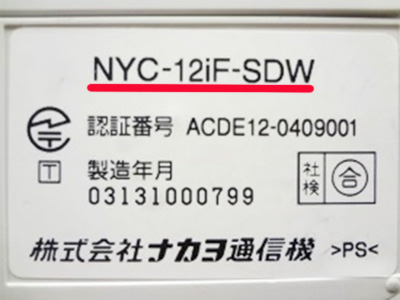 NYC-12iF-SDW
認証番号 ACDE12-0409001
T 製造年月
03131000799
社検 合
株式会社ナカヨ通信機 >PS<